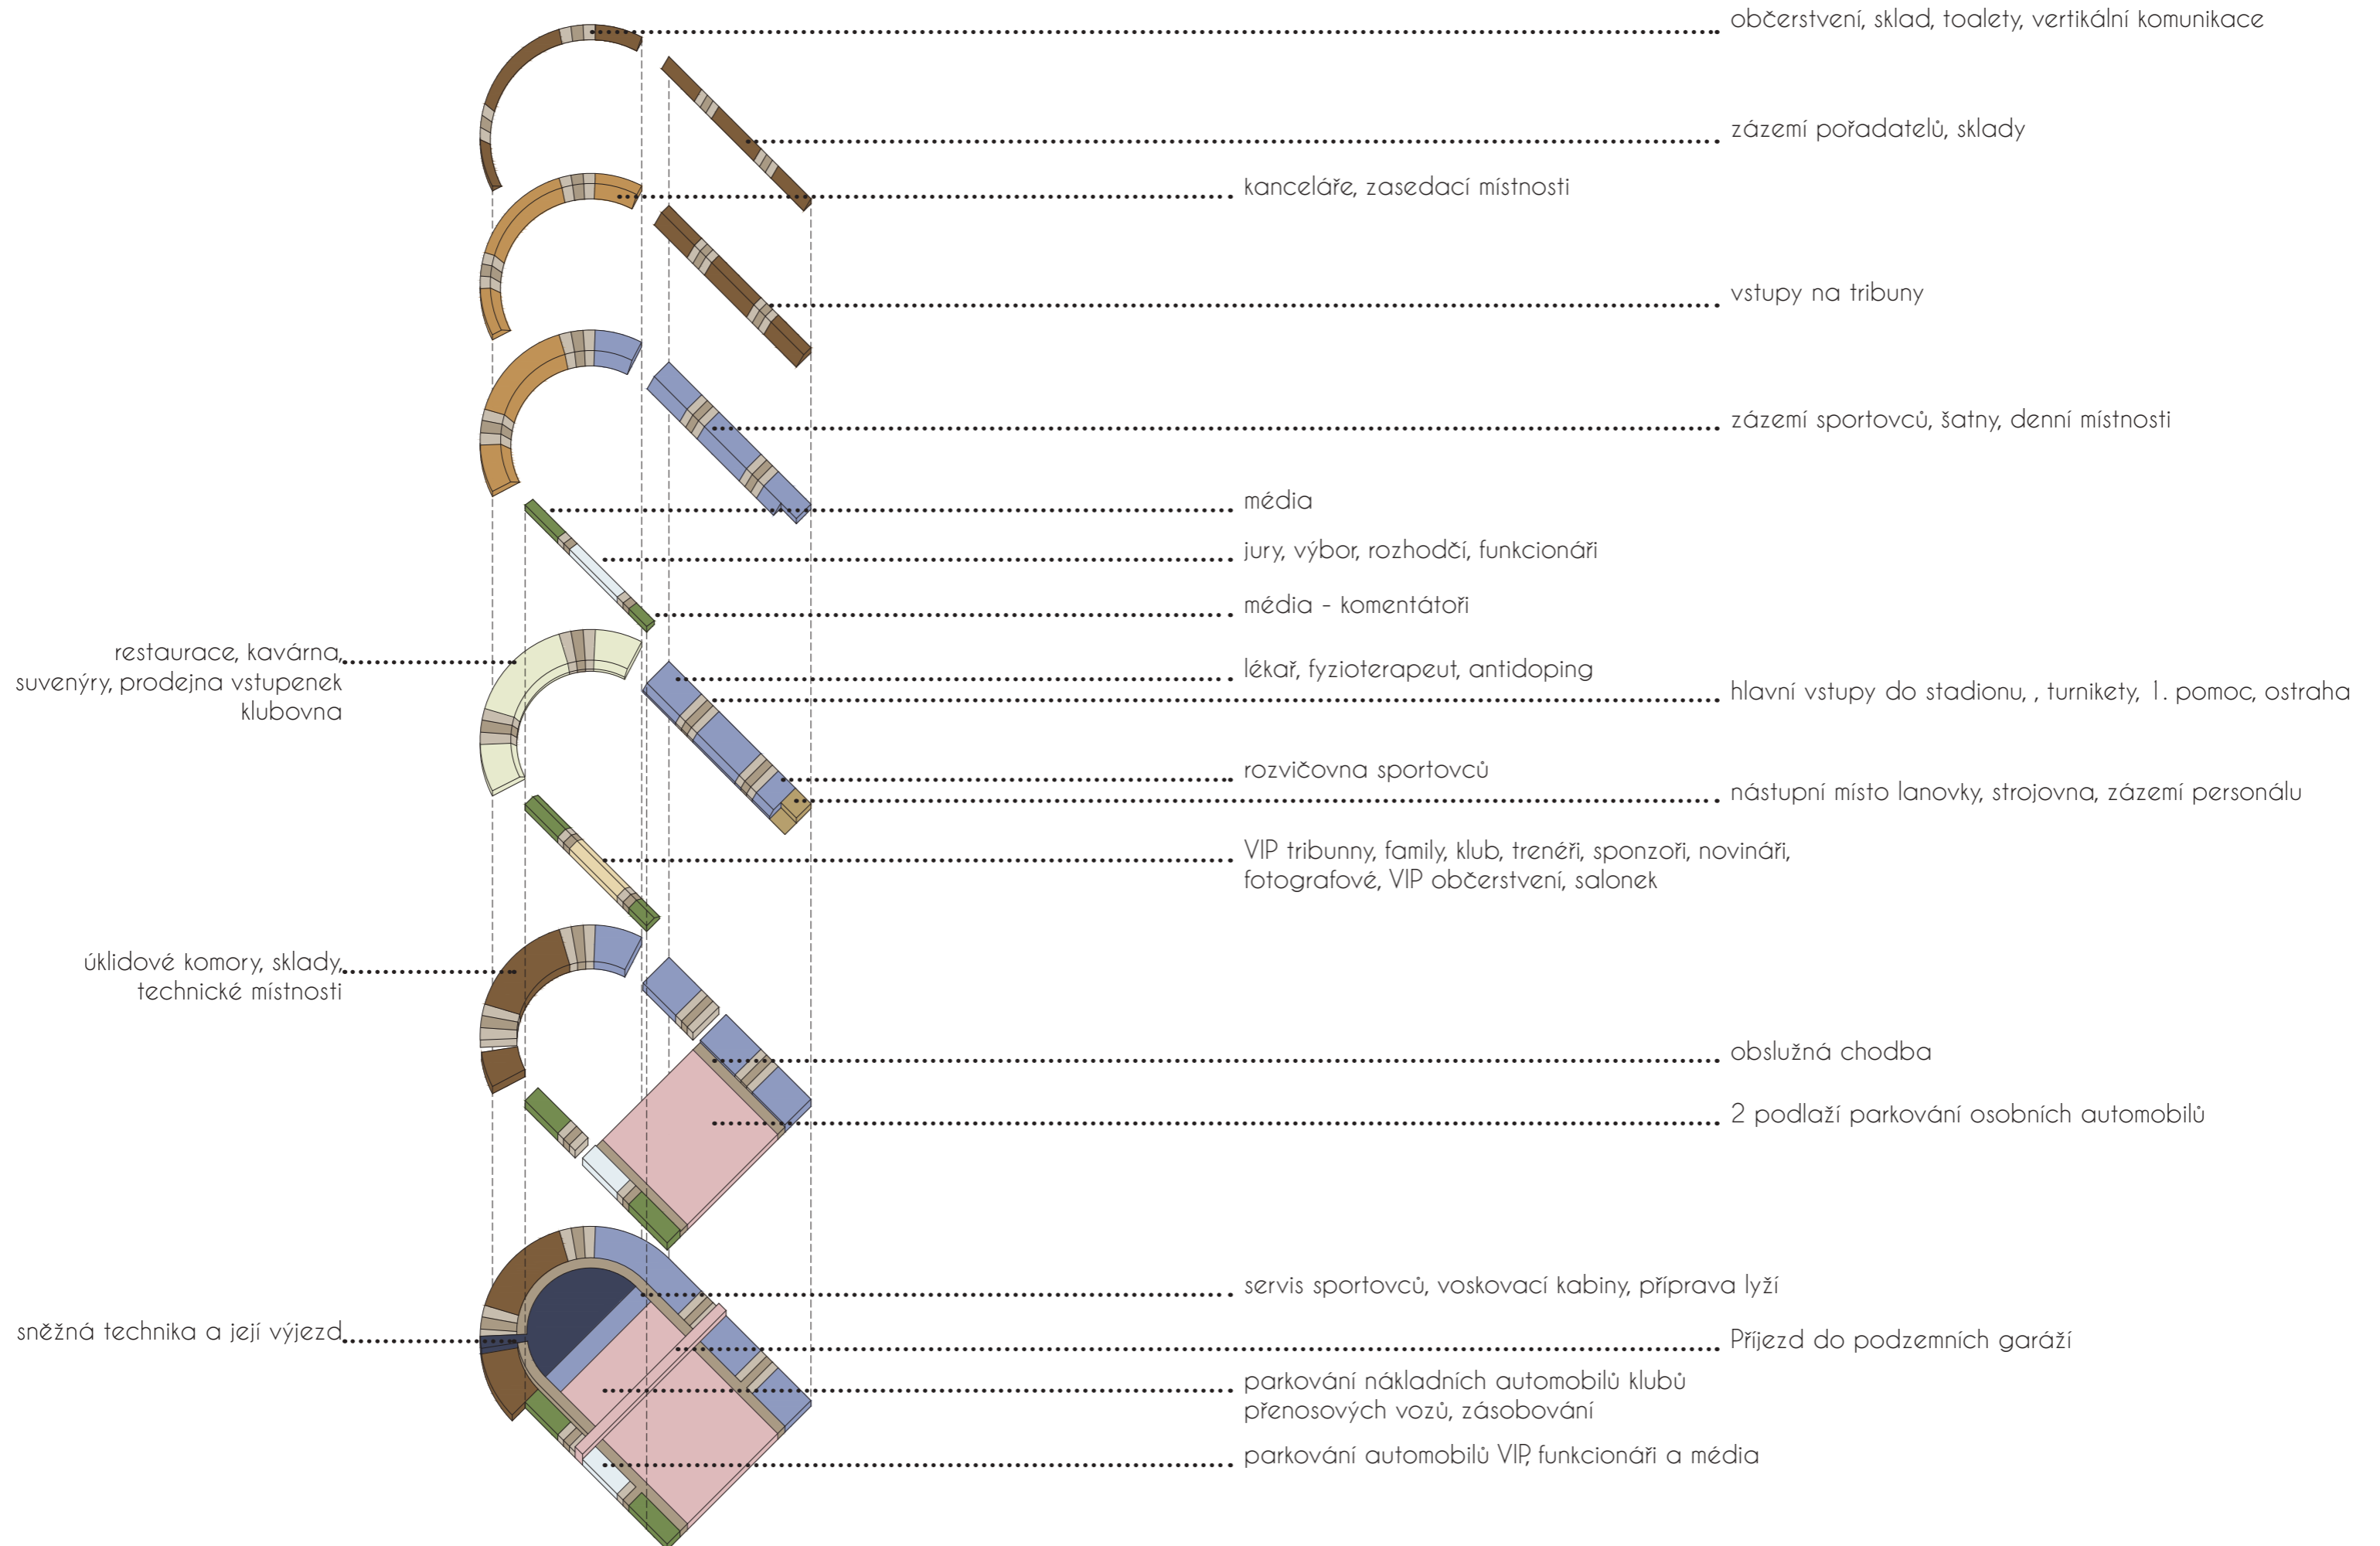 občerstvení, sklad, toalety, vertikální komunikace
zázemí pořadatelů, sklady
kanceláře, zasedací místnosti
vstupy na tribuny
zázemí sportovců, šatny, denní místnosti
média
jury, výbor, rozhodčí, funkcionáři
média - komentátoři
restaurace, kavárna,
suvenýry, prodejna vstupenek
klubovna
lékař, fyzioterapeut, antidoping
hlavní vstupy do stadionu, , turnikety, 1. pomoc, ostraha
rozvičovna sportovců
nástupní místo lanovky, strojovna, zázemí personálu
VIP tribunny, family, klub, trenéři, sponzoři, novináři,
fotografové, VIP občerstvení, salonek
úklidové komory, sklady,
technické místnosti
obslužná chodba
2 podlaží parkování osobních automobilů
servis sportovců, voskovací kabiny, příprava lyží
sněžná technika a její výjezd
Příjezd do podzemních garáží
parkování nákladních automobilů klubů
přenosových vozů, zásobování
parkování automobilů VIP, funkcionáři a média